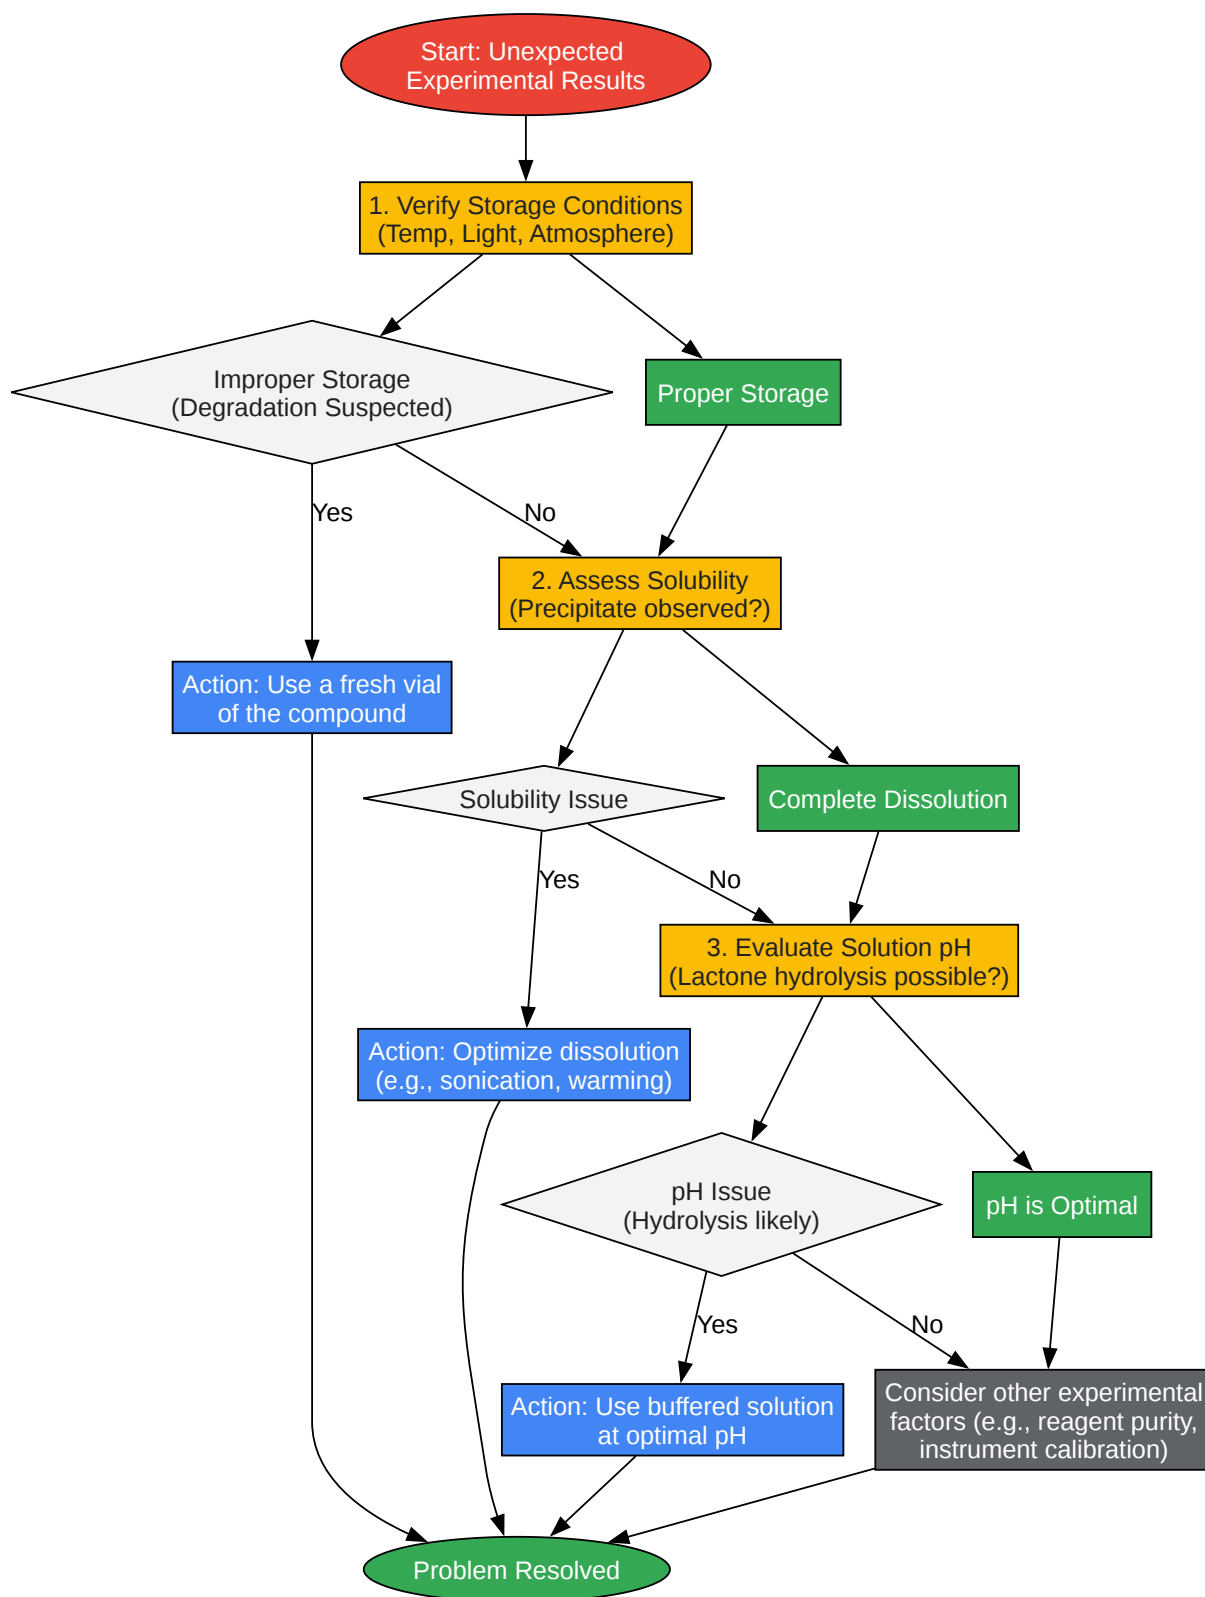 Start: Unexpected
Experimental Results
1. Verify Storage Conditions
(Temp, Light, Atmosphere)
Improper Storage
(Degradation Suspected)
Proper Storage
Yes
No
2. Assess Solubility
(Precipitate observed?)
Action: Use a fresh vial
of the compound
Solubility Issue
Complete Dissolution
Yes
No
3. Evaluate Solution pH
(Lactone hydrolysis possible?)
Action: Optimize dissolution
(e.g., sonication, warming)
pH Issue
(Hydrolysis likely)
pH is Optimal
Yes
No
Action: Use buffered solution
at optimal pH
Consider other experimental
factors (e.g., reagent purity,
instrument calibration)
Problem Resolved